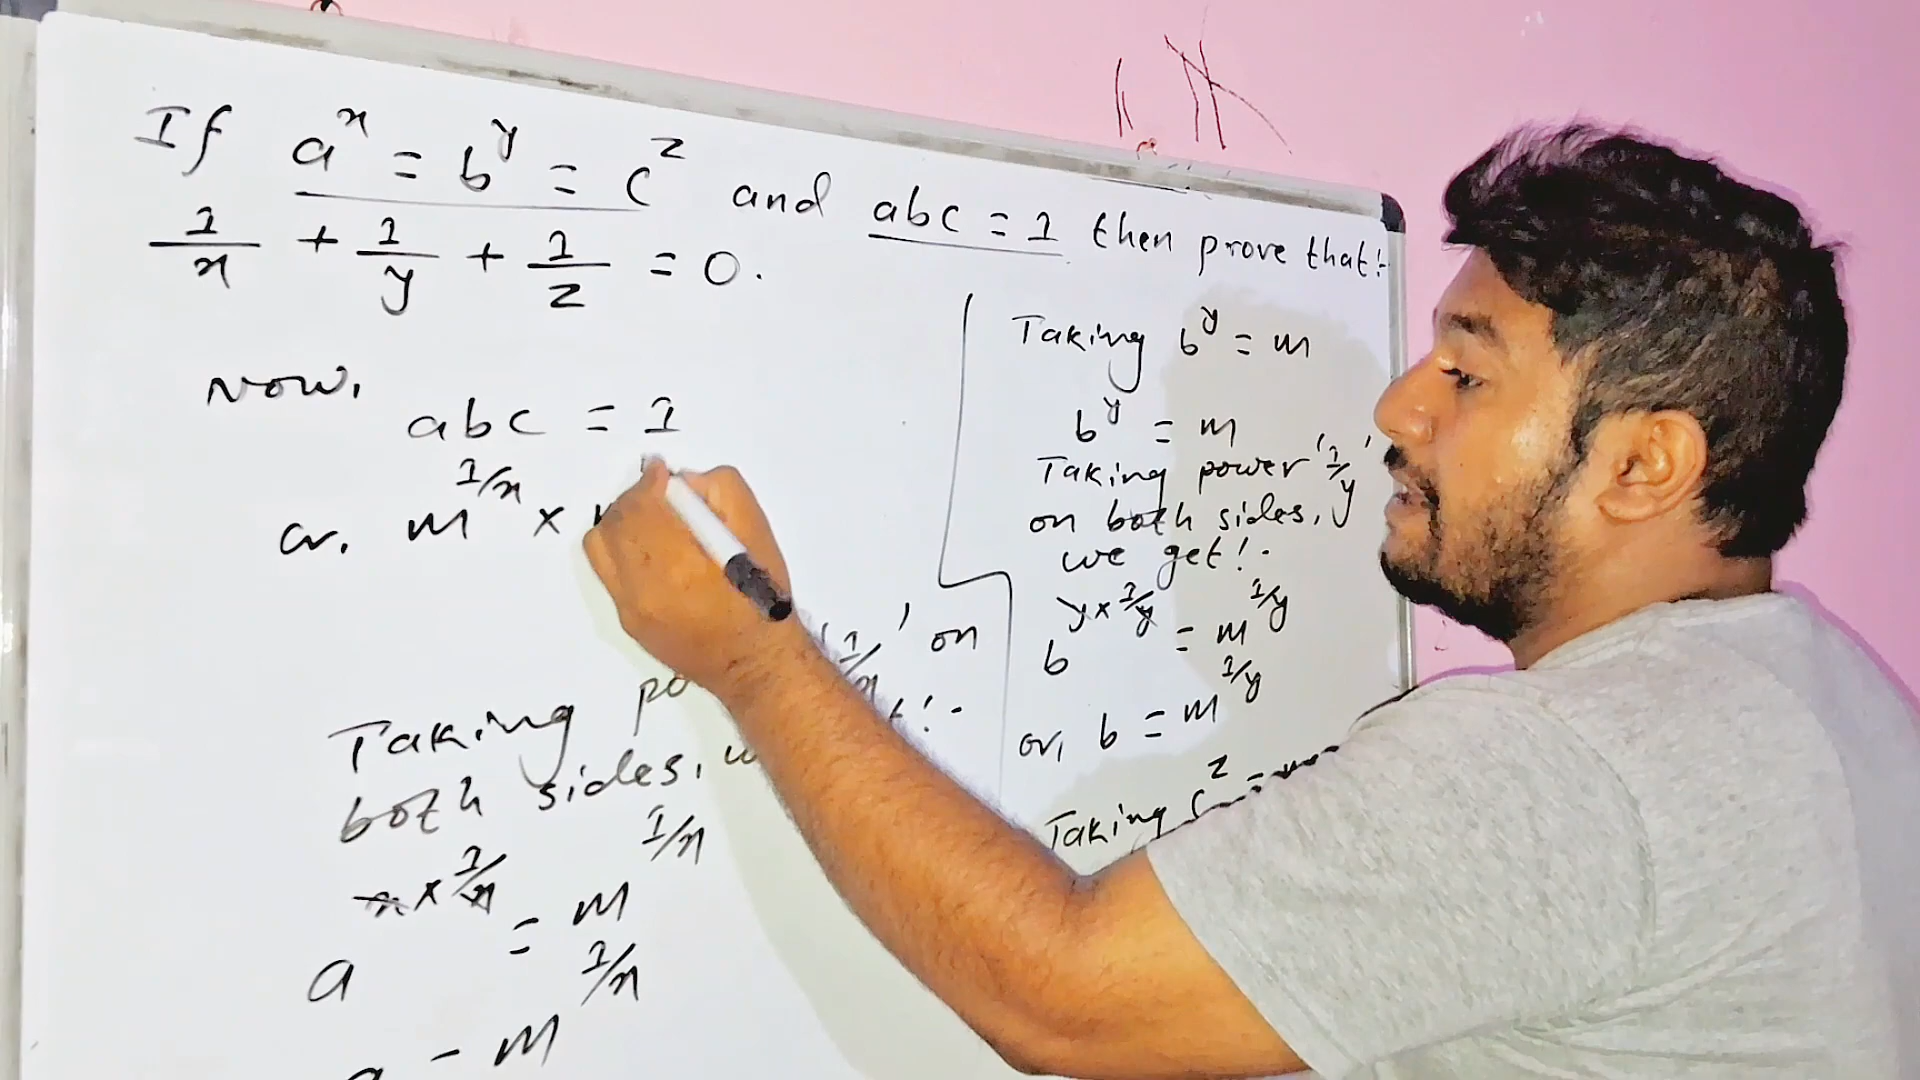 If a^x = b^y = c^z and abc = 1 then prove that:-
1/x + 1/y + 1/z = 0.
Now,
abc = 1
or, m^1/x ×
Taking '1/x' on
both sides,
a^x×1/x = m^1/x
a = m^1/x
Taking b^y = m
b^y = m
Taking power '1/y'
on both sides,
we get:-
b^y×1/y = m^1/y
or, b = m^1/y
Taking c^z =